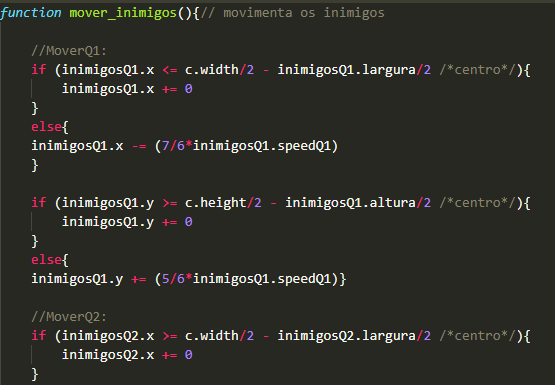 function mover_inimigos(){// movimenta os inimigos
//MoverQ1:
if (inimigosQ1.x <= c.width/2 - inimigosQ1.largura/2 /*centro*/){
inimigosQ1.x += 0
}
else{
inimigosQ1.x -= (7/6*inimigosQ1.speedQ1)
}
if (inimigosQ1.y >= c.height/2 - inimigosQ1.altura/2 /*centro*/){
inimigosQ1.y += 0
}
else{
inimigosQ1.y += (5/6*inimigosQ1.speedQ1)}
//MoverQ2:
if (inimigosQ2.x >= c.width/2 - inimigosQ2.largura/2 /*centro*/){
inimigosQ2.x += 0
}